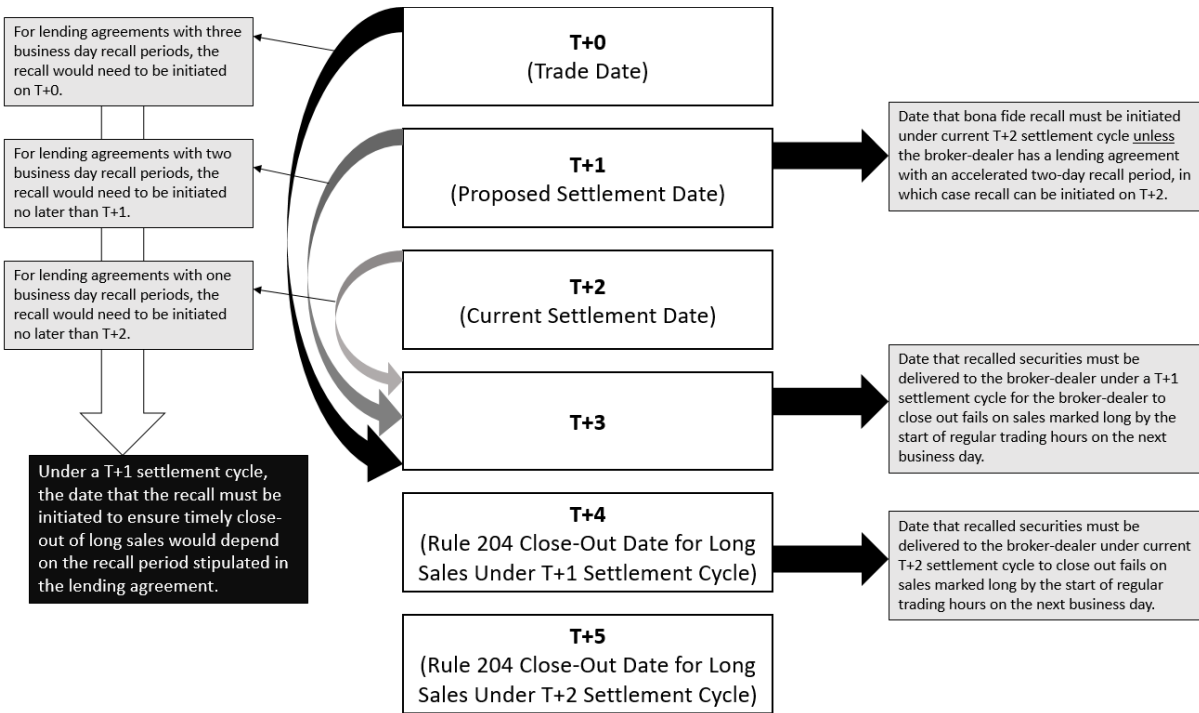 For lending agreements with three
business day recall periods, the
recall would need to be initiated
on T+0.
For lending agreements with two
business day recall periods, the
recall would need to be initiated
no later than T+1.
For lending agreements with one
business day recall periods, the
recall would need to be initiated
no later than T+2.
Under a T+1 settlement cycle,
the date that the recall must be
initiated to ensure timely close-
out of long sales would depend
on the recall period stipulated in
the lending agreement.
T+0
(Trade Date)
T+1
(Proposed Settlement Date)
T+2
(Current Settlement Date)
T+3
T+4
(Rule 204 Close-Out Date for Long
Sales Under T+1 Settlement Cycle)
T+5
(Rule 204 Close-Out Date for Long
Sales Under T+2 Settlement Cycle)
Date that bona fide recall must be initiated
under current T+2 settlement cycle unless
the broker-dealer has a lending agreement
with an accelerated two-day recall period, in
which case recall can be initiated on T+2.
Date that recalled securities must be
delivered to the broker-dealer under a T+1
settlement cycle for the broker-dealer to
close out fails on sales marked long by the
start of regular trading hours on the next
business day.
Date that recalled securities must be
delivered to the broker-dealer under current
T+2 settlement cycle to close out fails on
sales marked long by the start of regular
trading hours on the next business day.